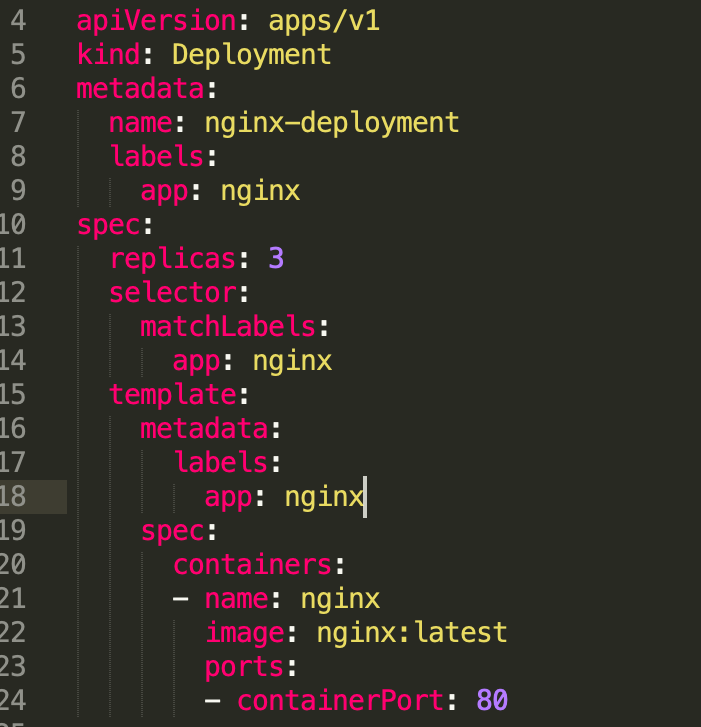 4 apiVersion: apps/v1
5 kind: Deployment
6 metadata:
7   name: nginx-deployment
8   labels:
9     app: nginx
10 spec:
11   replicas: 3
12   selector:
13     matchLabels:
14       app: nginx
15   template:
16     metadata:
17       labels:
18         app: nginx
19     spec:
20       containers:
21       - name: nginx
22         image: nginx:latest
23         ports:
24         - containerPort: 80